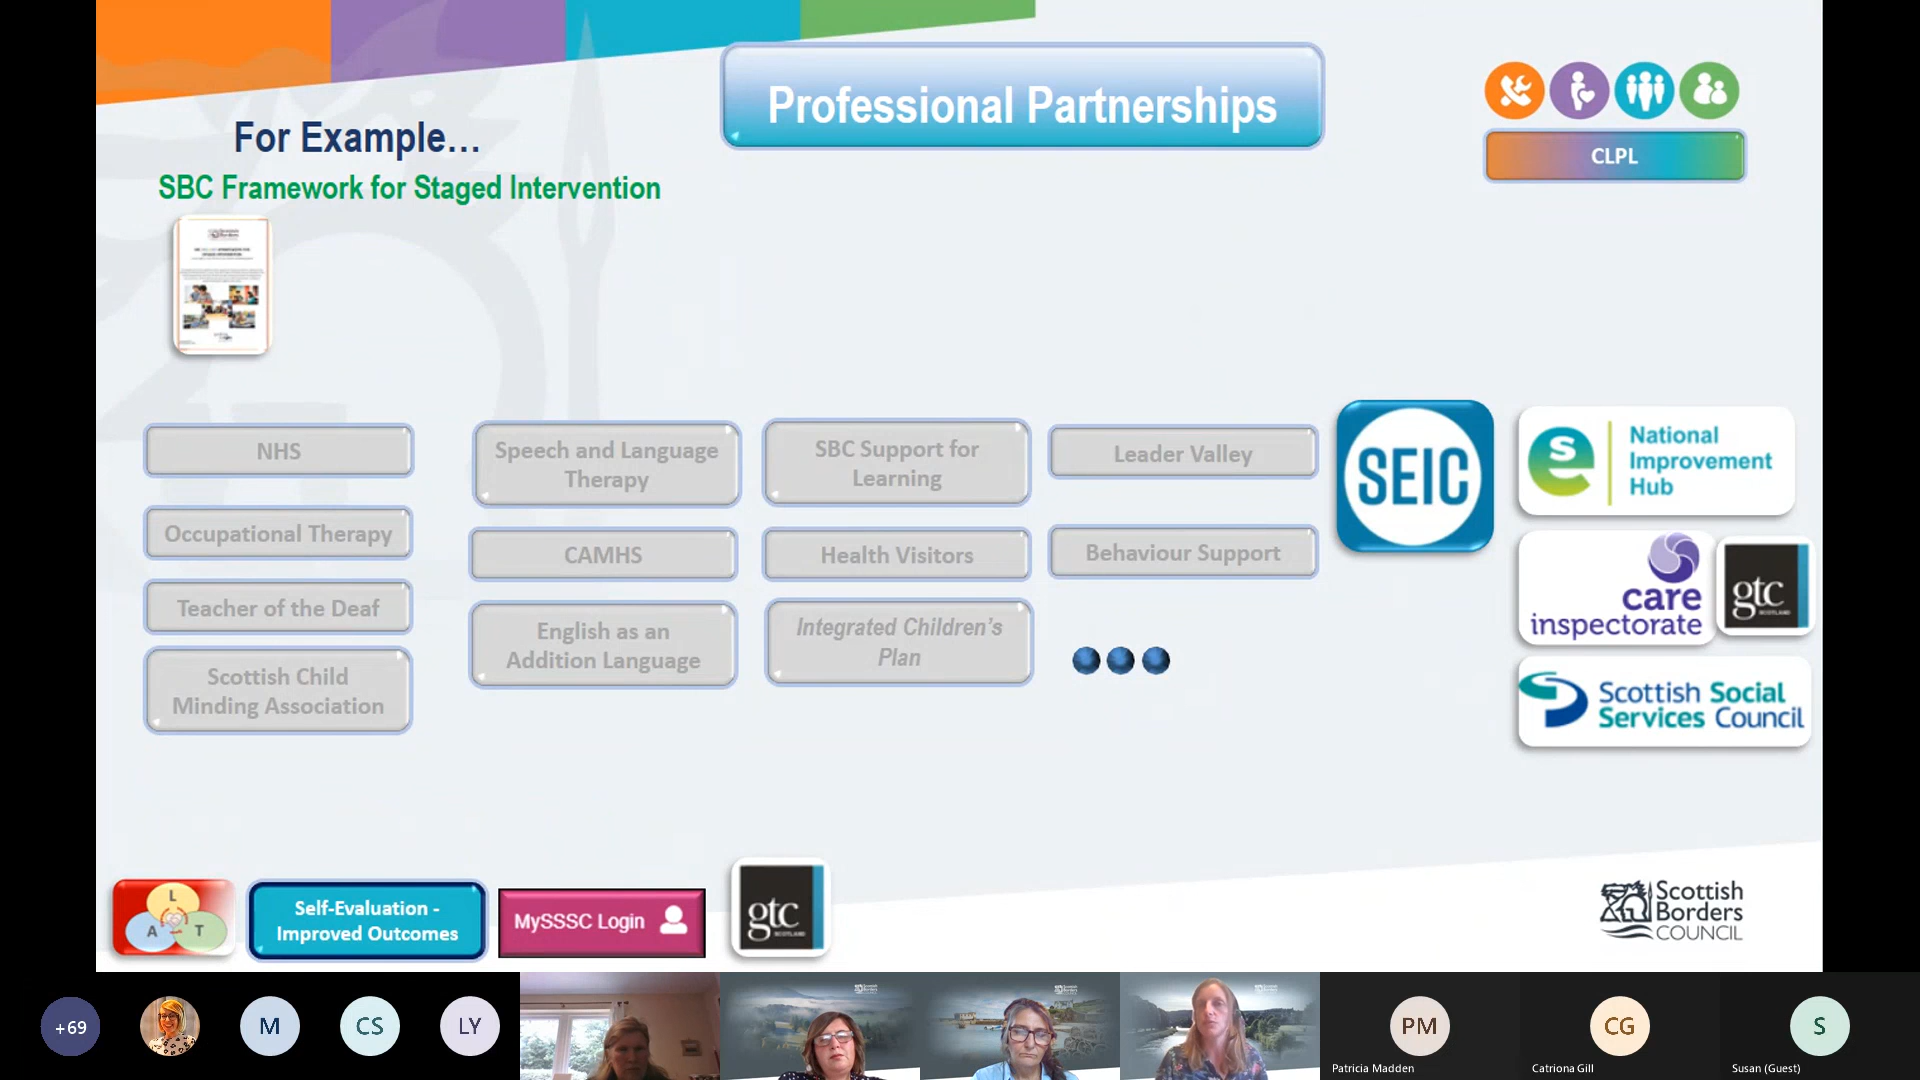 Professional Partnerships
For Example...
SBC Framework for Staged Intervention
CLPL
NHS
Occupational Therapy
Teacher of the Deaf
Scottish Child
Minding Association
Speech and Language
Therapy
CAMHS
English as an
Addition Language
SBC Support for
Learning
Health Visitors
Integrated Children's
Plan
Leader Valley
Behaviour Support
SEIC
National
Improvement
Hub
care
inspectorate
gtc
SCOTLAND
Scottish Social
Services Council
L
A
T
Self-Evaluation -
Improved Outcomes
MySSSC Login
gtc
SCOTLAND
Scottish
Borders
COUNCIL
+69
M
CS
LY
PM
Patricia Madden
CG
Catriona Gill
S
Susan (Guest)